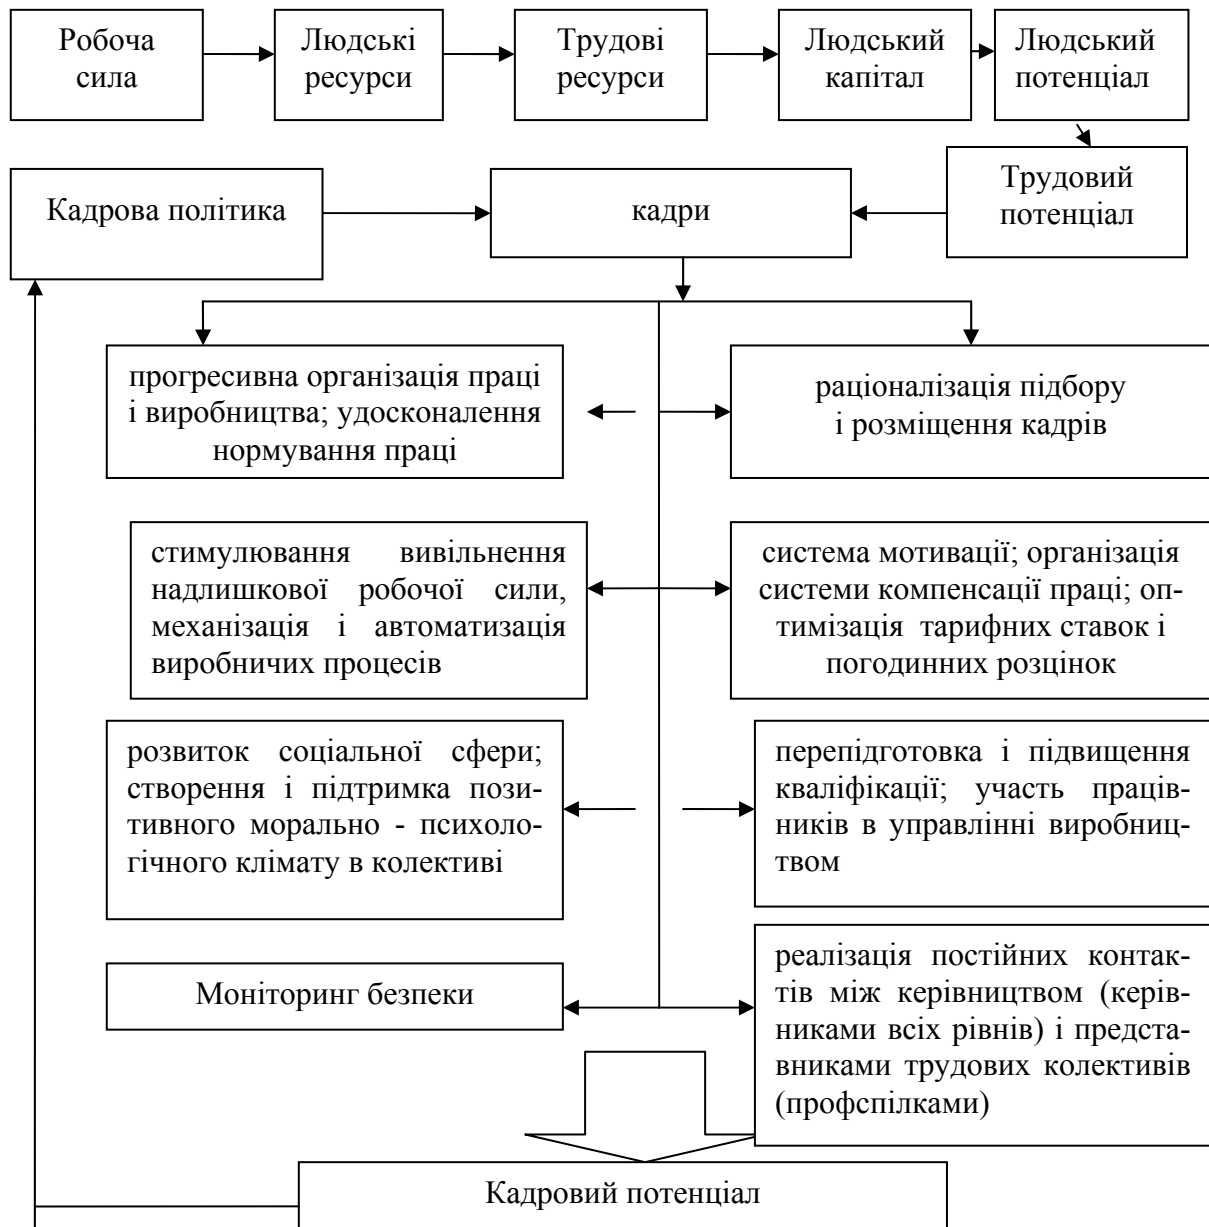 Робоча
сила
Людські
ресурси
Трудові
ресурси
Людський
капітал
Людський
потенціал
Кадрова політика
кадри
Трудовий
потенціал
прогресивна організація праці
і виробництва; удосконалення
нормування праці
раціоналізація підбору
і розміщення кадрів
стимулювання вивільнення
надлишкової робочої сили,
механізація і автоматизація
виробничих процесів
система мотивації; організація
системи компенсації праці; оп-
тимізація тарифних ставок і
погодинних розцінок
розвиток соціальної сфери;
створення і підтримка пози-
тивного морально - психоло-
гічного клімату в колективі
перепідготовка і підвищення
кваліфікації; участь праців-
ників в управлінні виробниц-
твом
Моніторинг безпеки
реалізація постійних контак-
тів між керівництвом (керів-
никами всіх рівнів) і предста-
вниками трудових колективів
(профспілками)
Кадровий потенціал